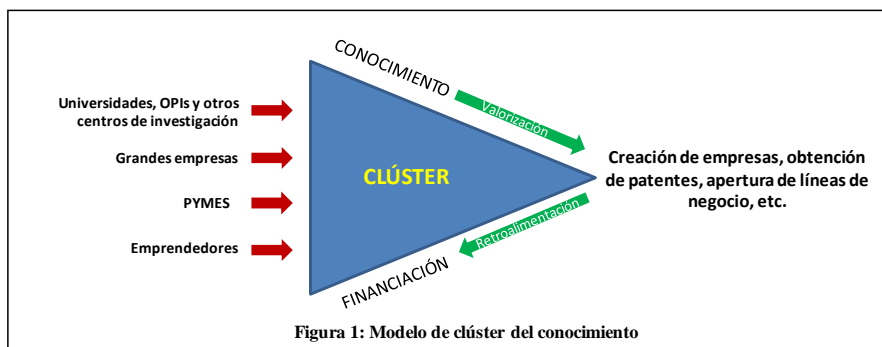 CONOCIMIENTO
Valorización
Universidades, OPIs y otros
centros de investigación
Grandes empresas
PYMES
Emprendedores
CLÚSTER
Creación de empresas, obtención
de patentes, apertura de líneas de
negocio, etc.
Retroalimentación
FINANCIACIÓN
Figura 1: Modelo de clúster del conocimiento